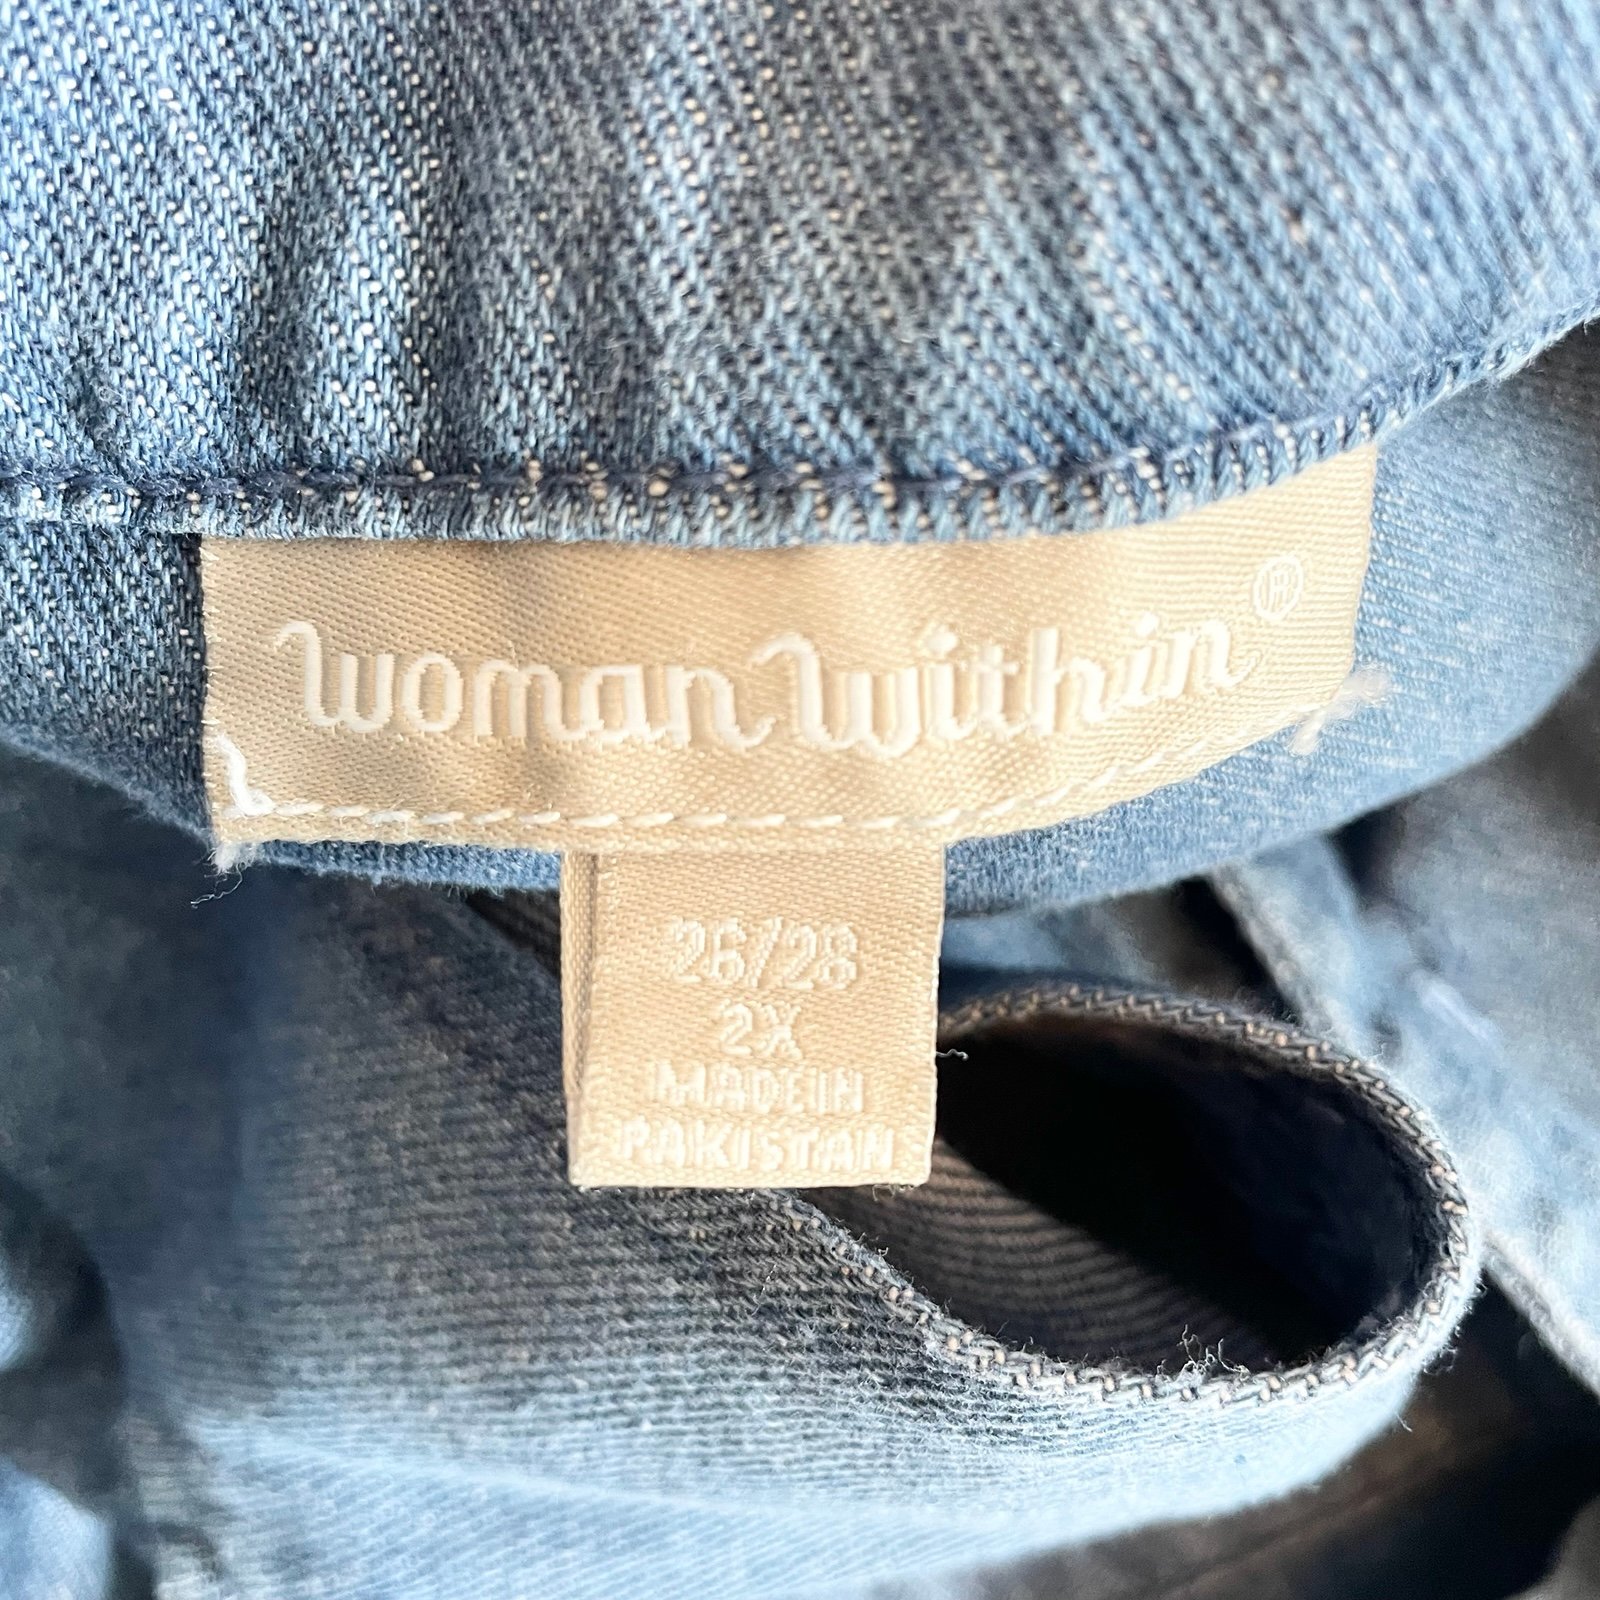 Woman Within®
26/28
2X
MADE IN
PAKISTAN